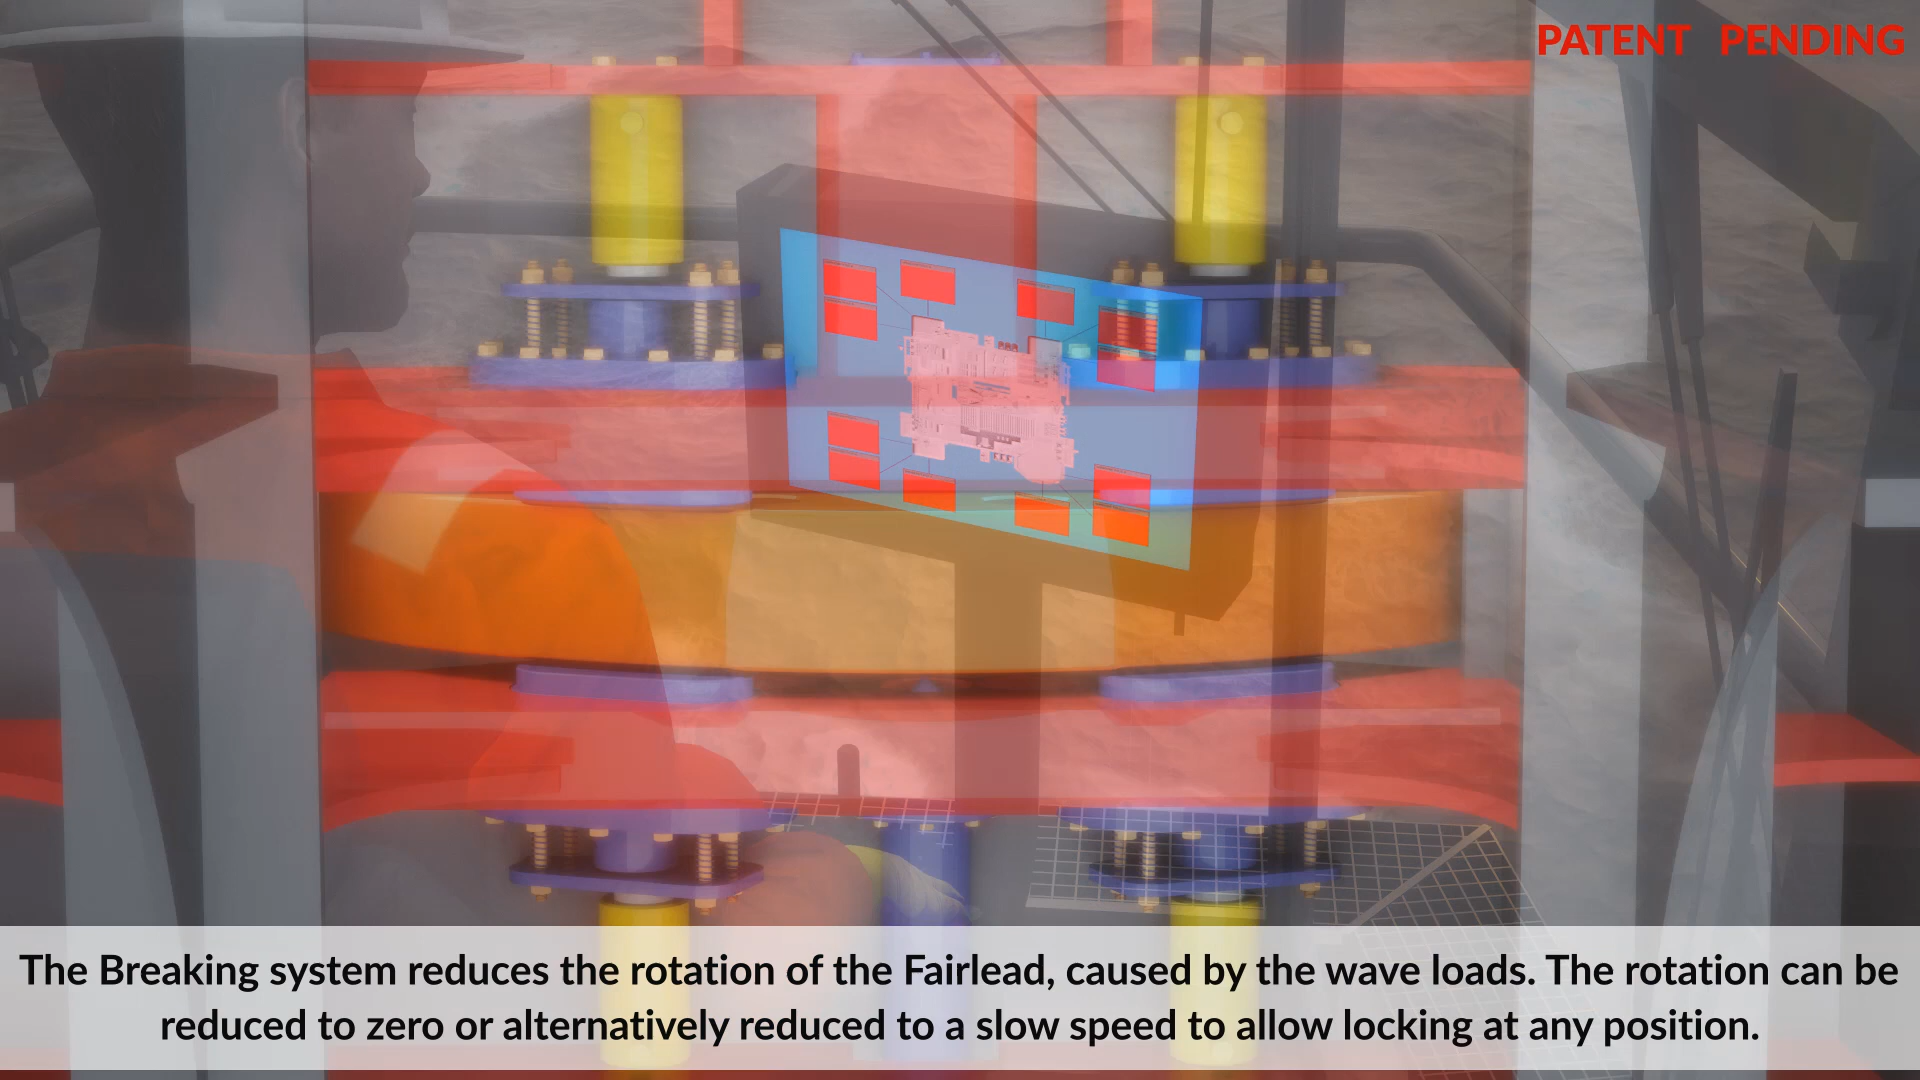 PATENT PENDING
The Breaking system reduces the rotation of the Fairlead, caused by the wave loads. The rotation can be
reduced to zero or alternatively reduced to a slow speed to allow locking at any position.